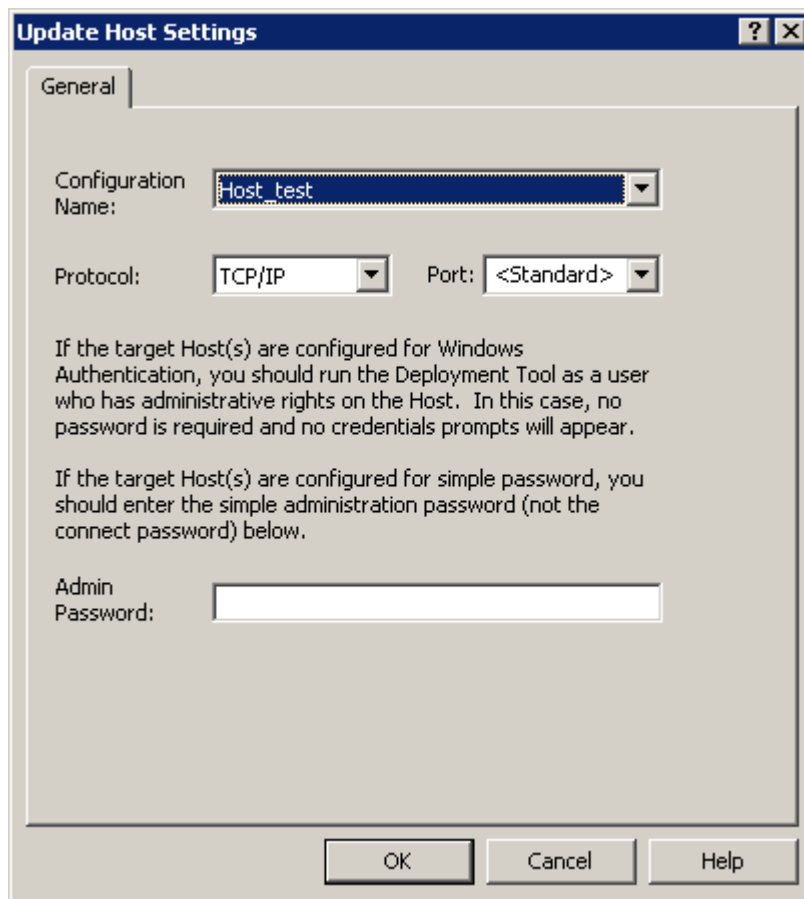 Update Host Settings
General
Configuration
Name:
Host_test
Protocol:
TCP/IP
Port:
<Standard>
If the target Host(s) are configured for Windows
Authentication, you should run the Deployment Tool as a user
who has administrative rights on the Host.  In this case, no
password is required and no credentials prompts will appear.
If the target Host(s) are configured for simple password, you
should enter the simple administration password (not the
connect password) below.
Admin
Password:
OK
Cancel
Help